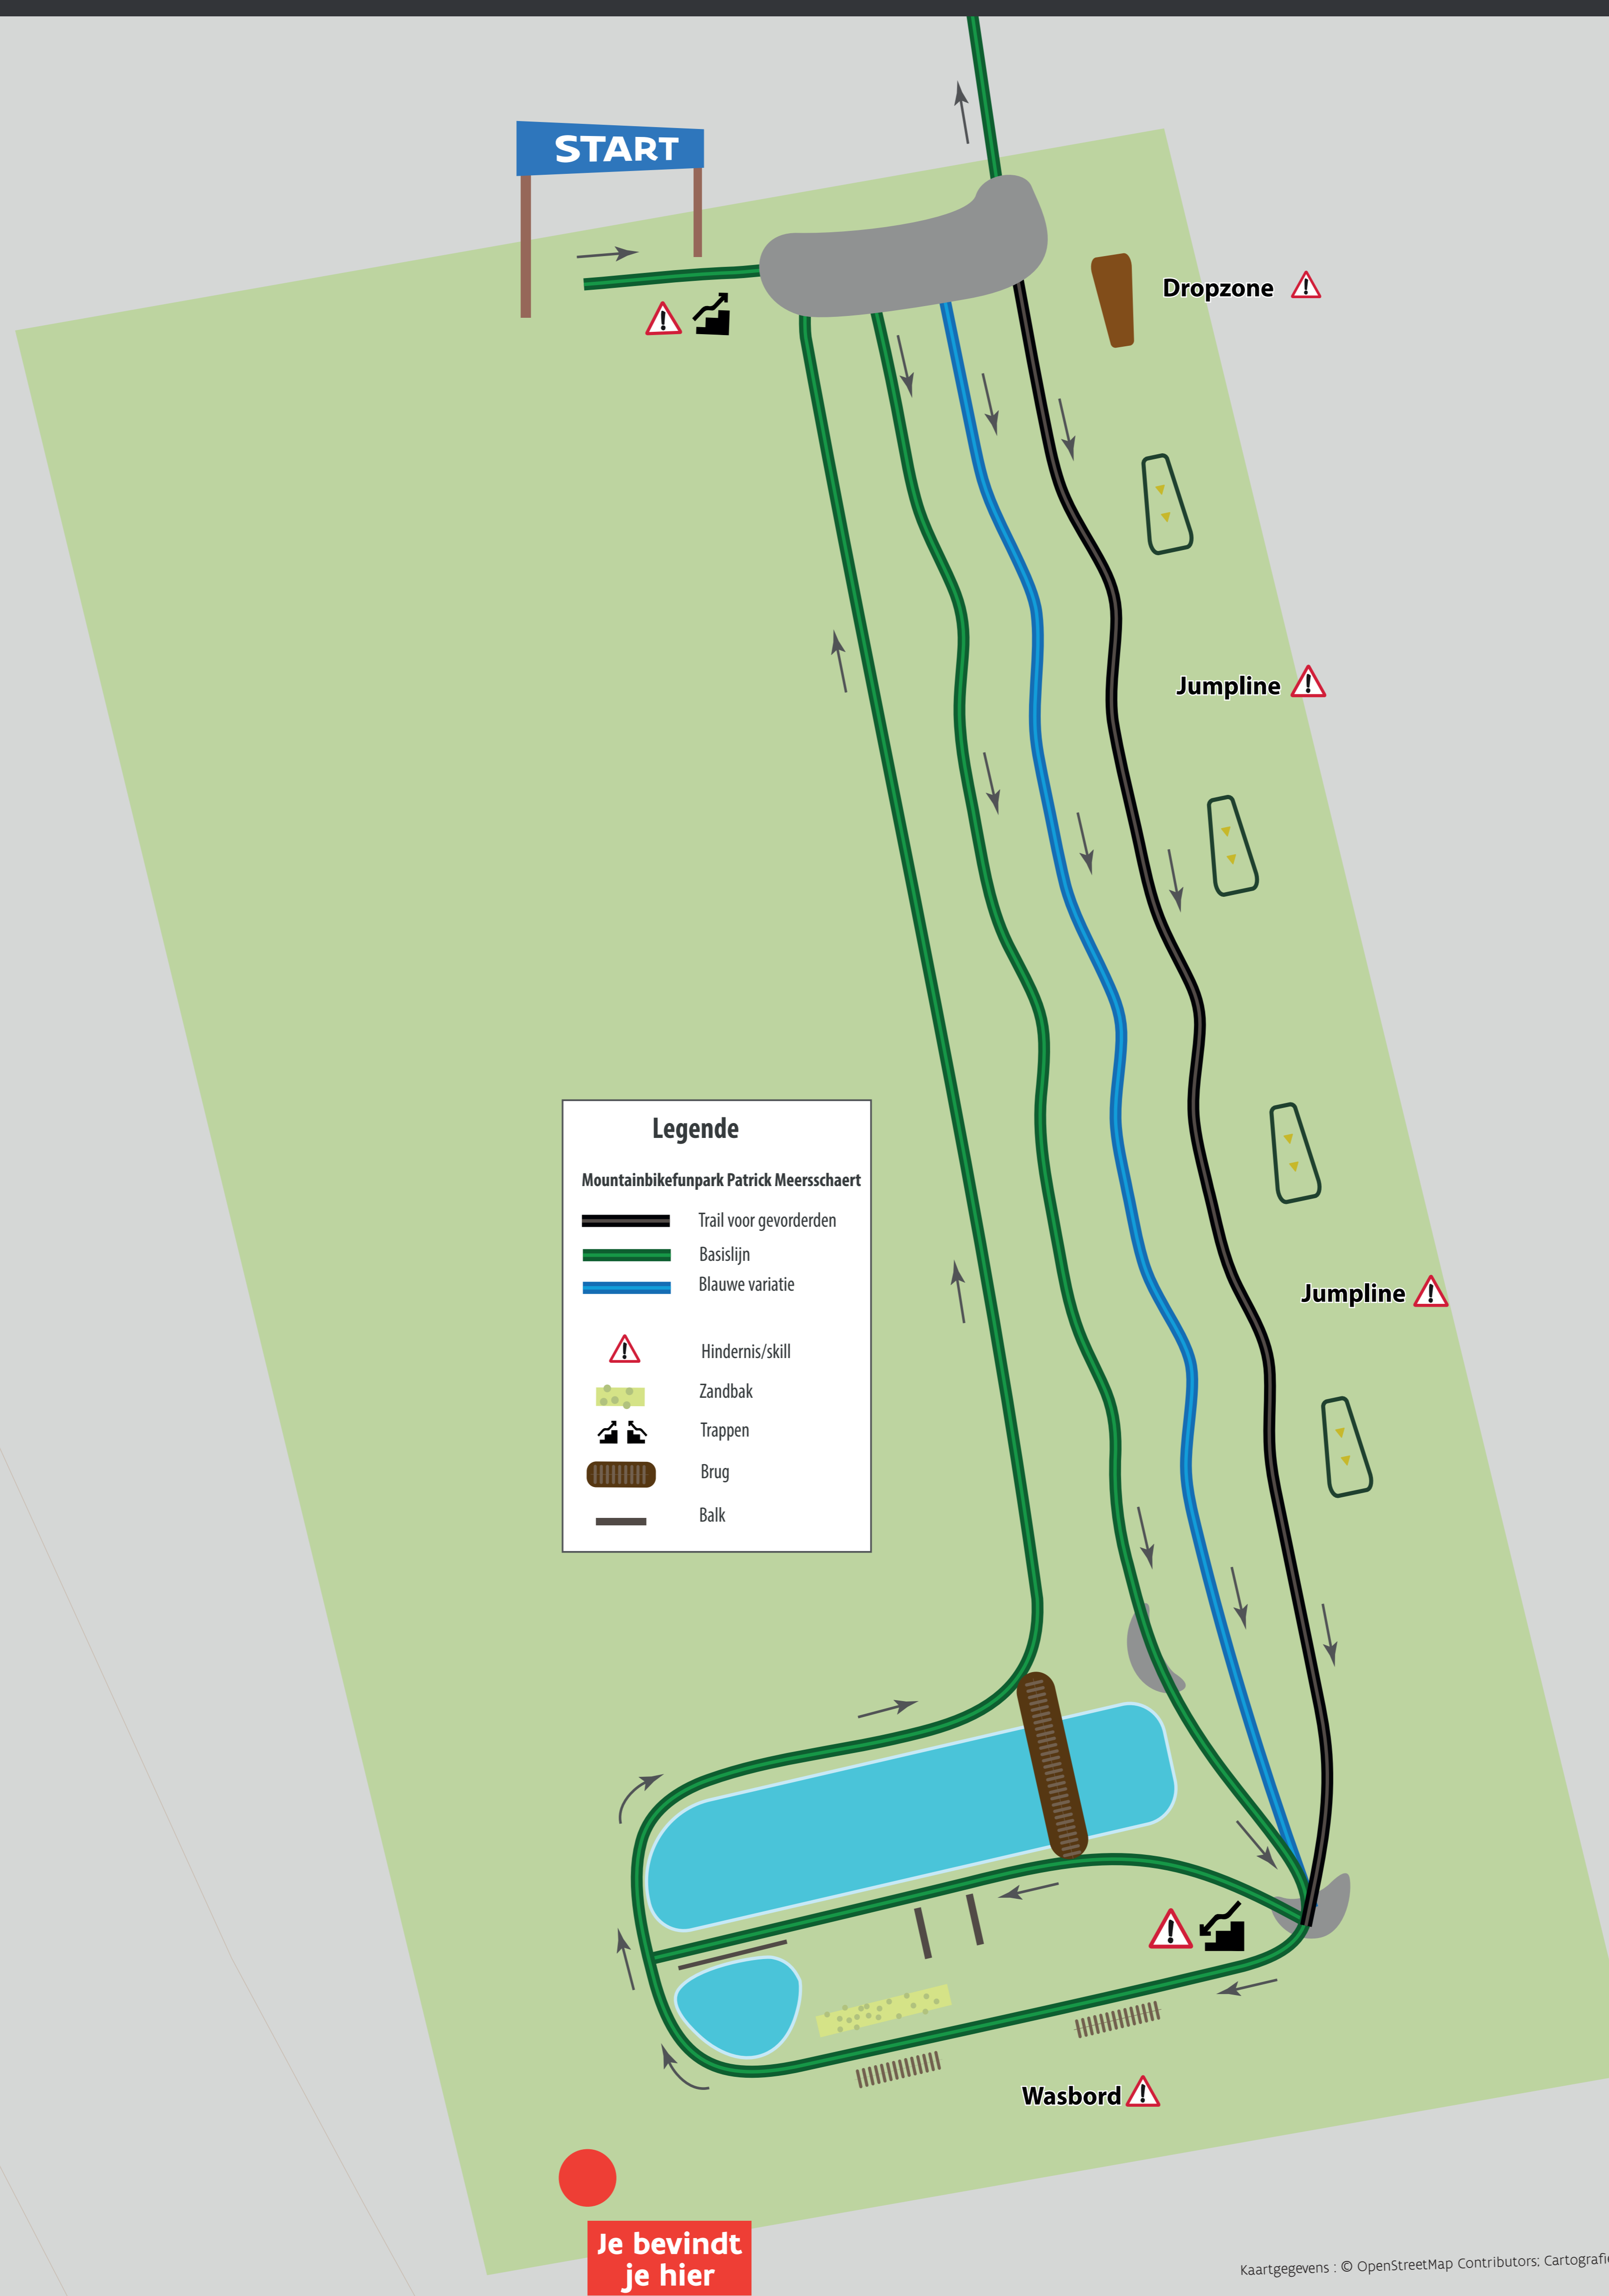 START
Dropzone
Jumpline
Legende
Mountainbikefunpark Patrick Meersschaert
Trail voor gevorderden
Basislijn
Blauwe variatie
Hindernis/skill
Zandbak
Trappen
Brug
Balk
Jumpline
Wasbord
Je bevindt
je hier
Kaartgegevens : © OpenStreetMap Contributors; Cartografie